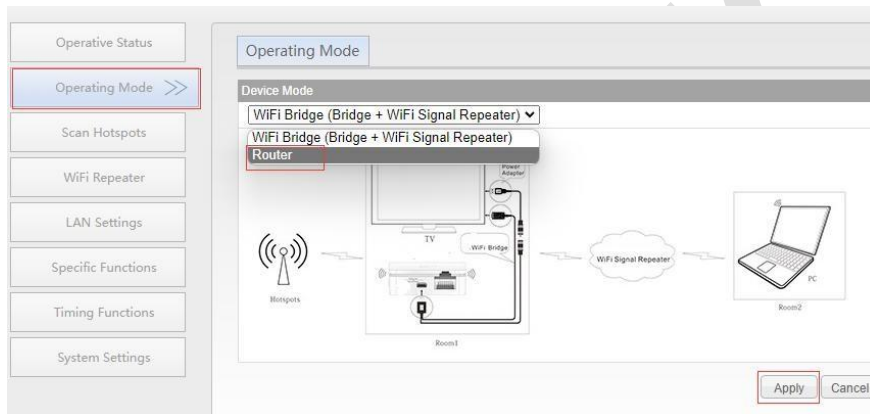 Operative Status
Operating Mode >>
Scan Hotspots
WiFi Repeater
LAN Settings
Specific Functions
Timing Functions
System Settings
Operating Mode
Device Mode
WiFi Bridge (Bridge + WiFi Signal Repeater)
WiFi Bridge (Bridge + WiFi Signal Repeater)
Router
Power
Adapter
TV
WiFi Bridge
Hotspots
Room1
WiFi Signal Repeater
PC
Room2
Apply
Cancel